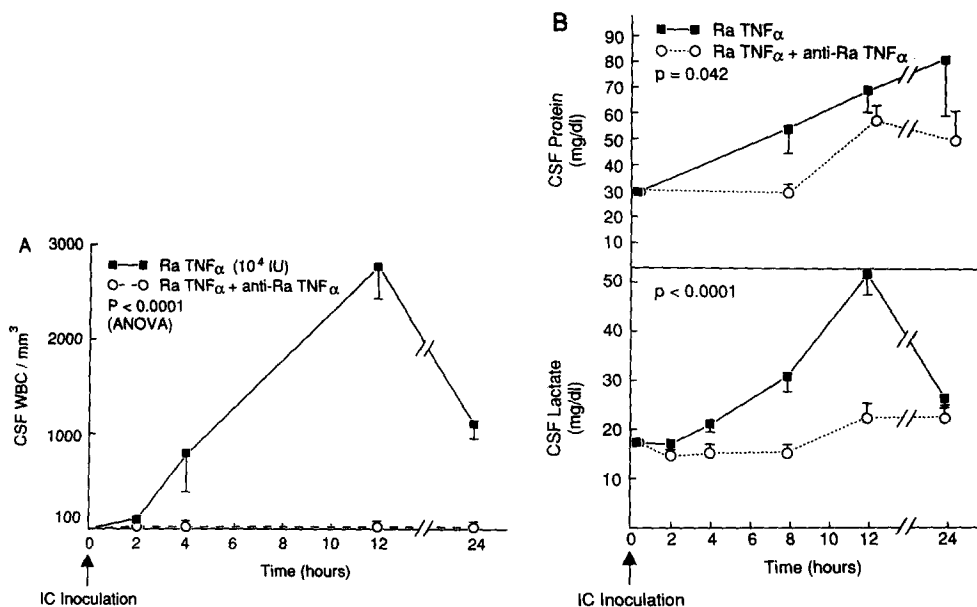 A
3000
2000
1000
100
CSF WBC / mm³
Ra TNFα (10⁴ IU)
Ra TNFα + anti-Ra TNFα
P < 0.0001
(ANOVA)
0 2 4 6 8 10 12 24
Time (hours)
IC Inoculation
B
Ra TNFα
Ra TNFα + anti-Ra TNFα
p = 0.042
90
80
70
60
50
40
30
20
10
CSF Protein
(mg/dl)
p < 0.0001
50
40
30
20
10
CSF Lactate
(mg/dl)
0 2 4 6 8 10 12 24
Time (hours)
IC Inoculation